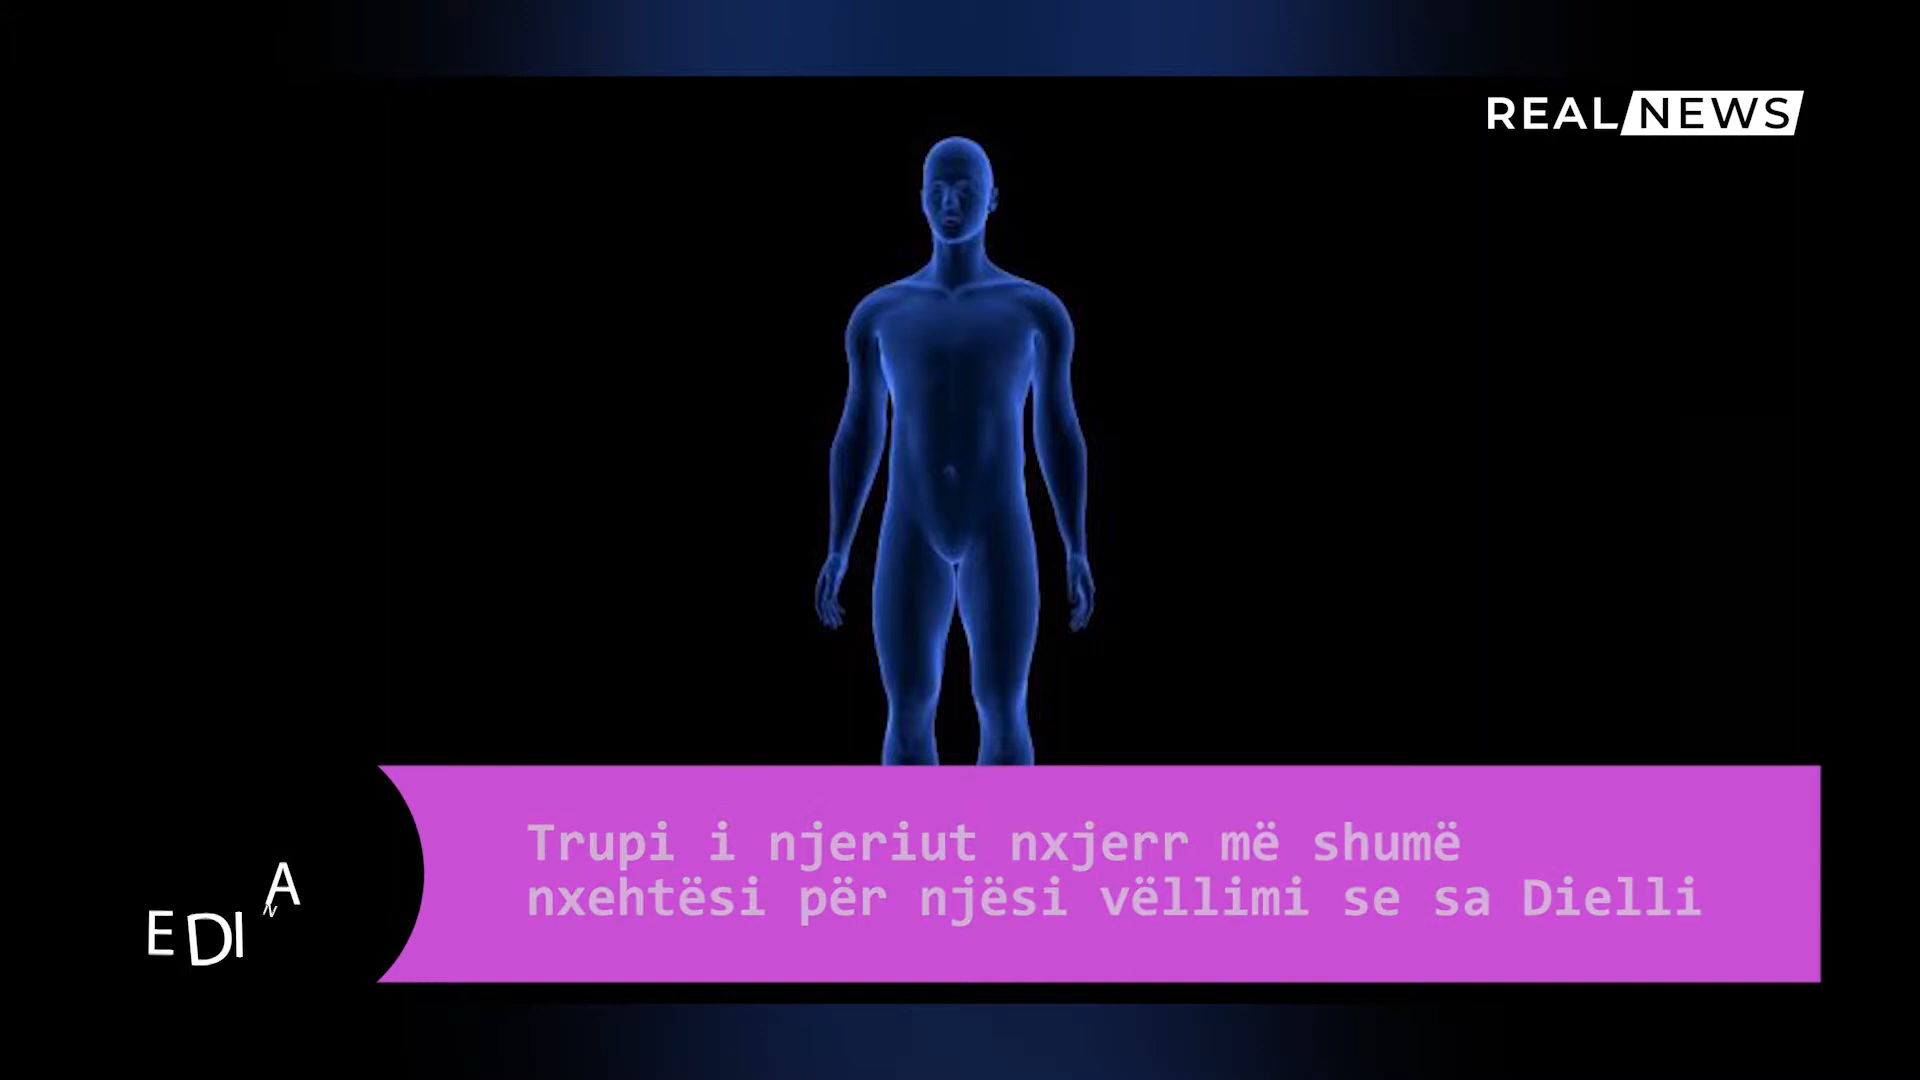 REAL NEWS
Trupi i njeriut nxjerr më shumë
nxehtësi për njësi vëllimi se sa Dielli